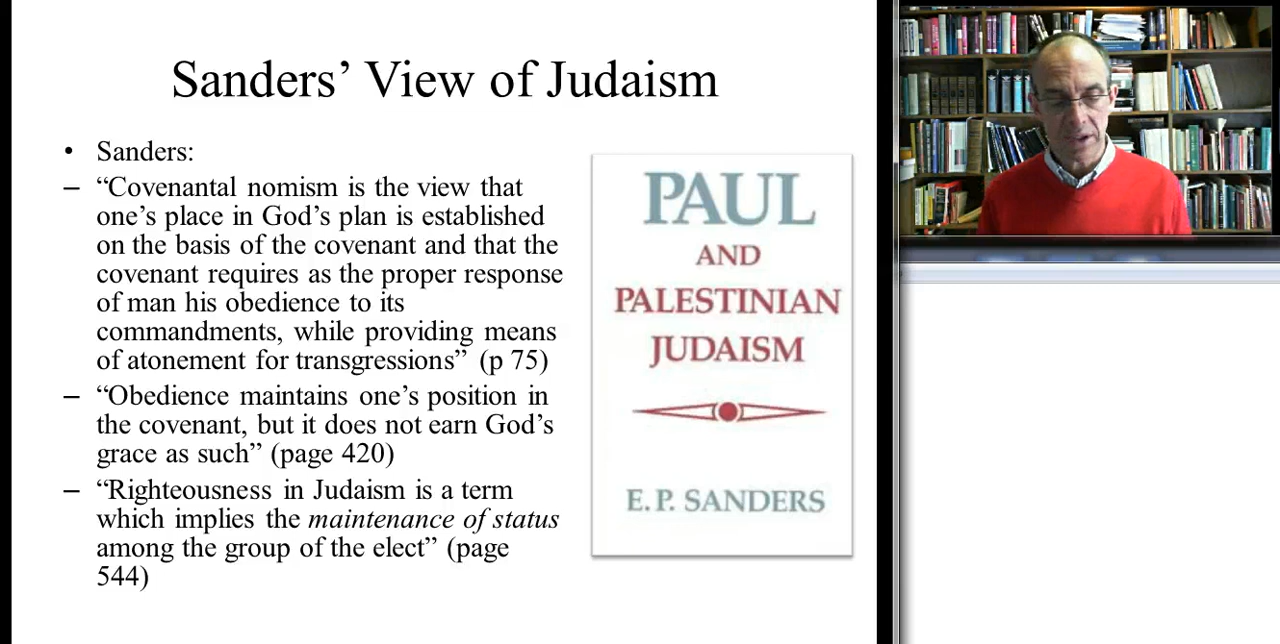 Sanders’ View of Judaism
• Sanders:
– “Covenantal nomism is the view that
one’s place in God’s plan is established
on the basis of the covenant and that the
covenant requires as the proper response
of man his obedience to its
commandments, while providing means
of atonement for transgressions” (p 75)
– “Obedience maintains one’s position in
the covenant, but it does not earn God’s
grace as such” (page 420)
– “Righteousness in Judaism is a term
which implies the maintenance of status
among the group of the elect” (page
544)
PAUL
AND
PALESTINIAN
JUDAISM
E. P. SANDERS